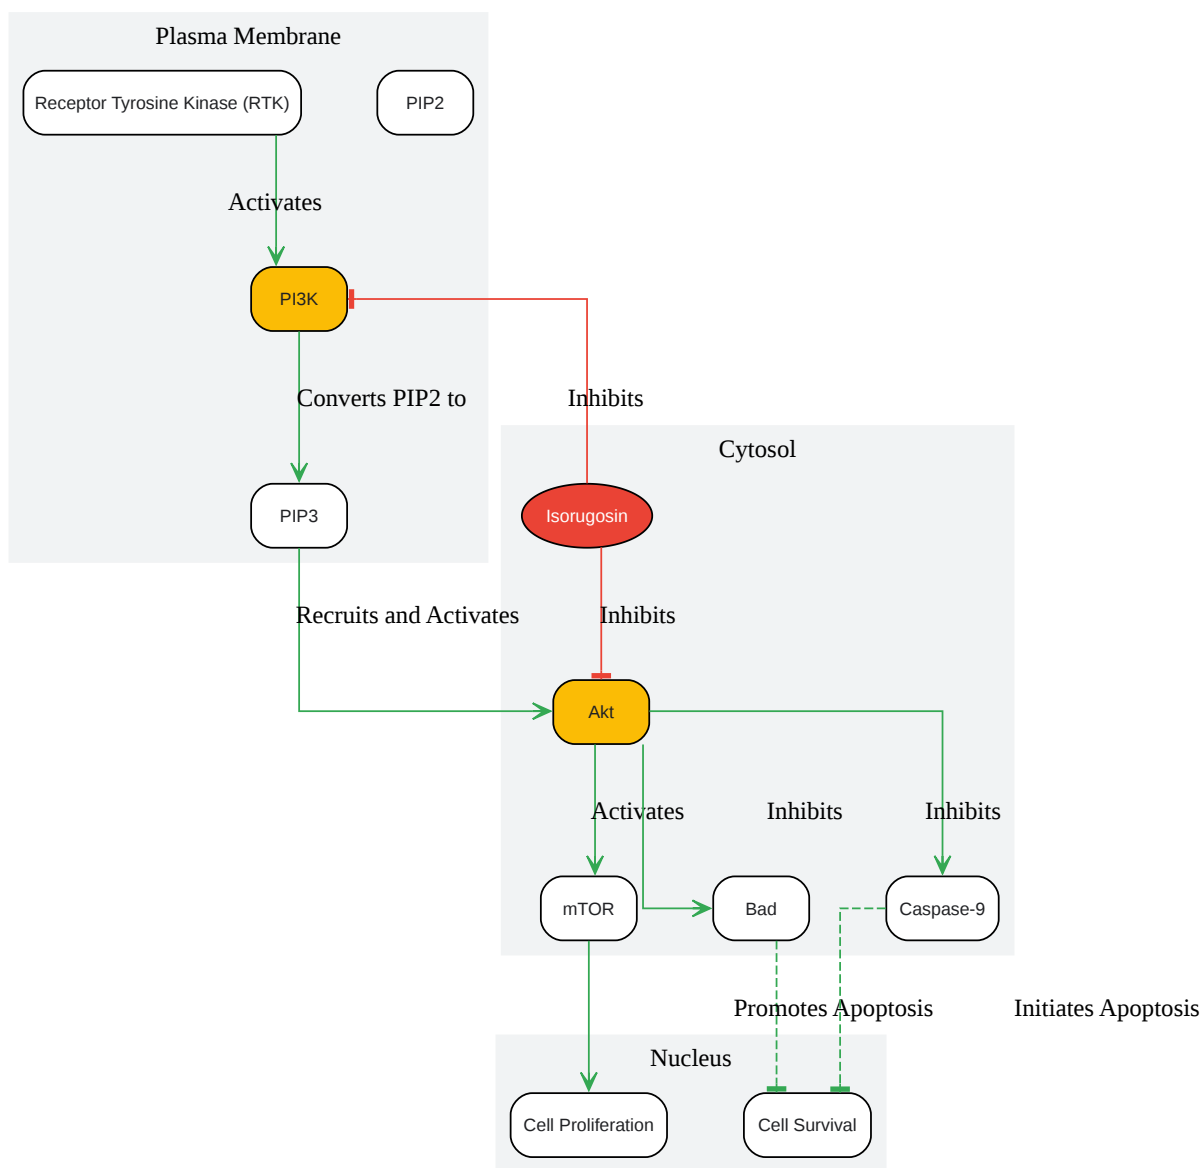 Plasma Membrane
Receptor Tyrosine Kinase (RTK)
PIP2
Activates
PI3K
Converts PIP2 to
Inhibits
Cytosol
PIP3
Isorugosin
Recruits and Activates
Inhibits
Akt
Activates
Inhibits
Inhibits
mTOR
Bad
Caspase-9
Promotes Apoptosis
Initiates Apoptosis
Nucleus
Cell Proliferation
Cell Survival